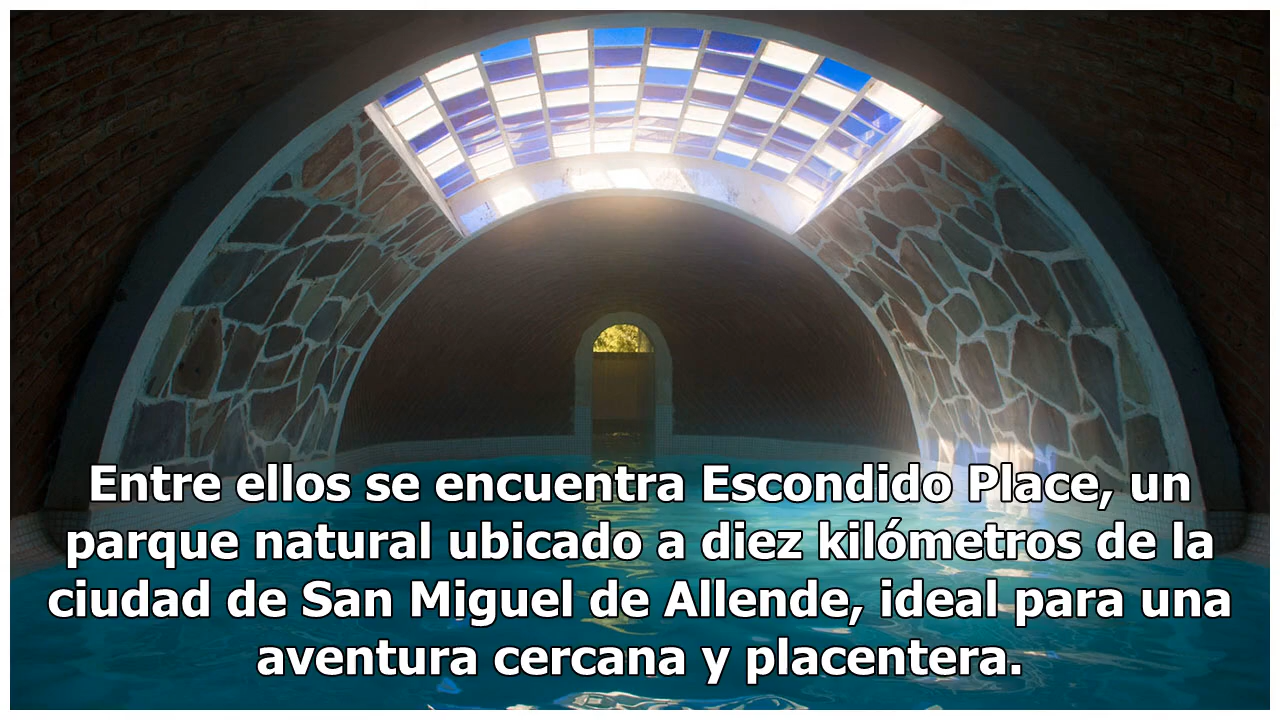 Entre ellos se encuentra Escondido Place, un
parque natural ubicado a diez kilómetros de la
ciudad de San Miguel de Allende, ideal para una
aventura cercana y placentera.